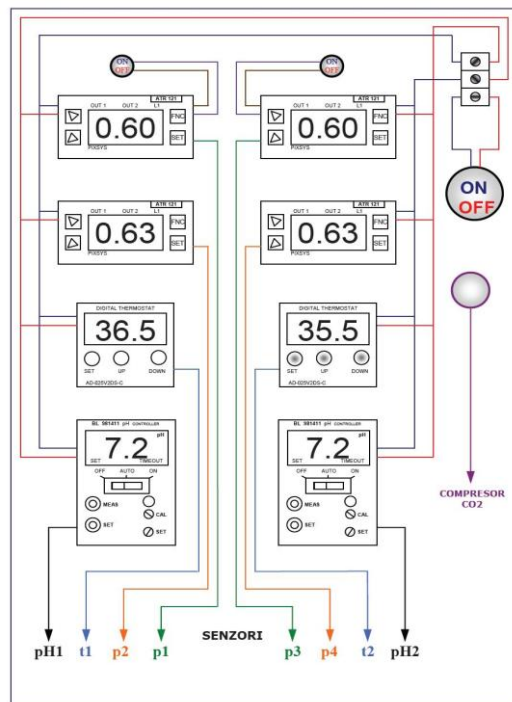 ON
OFF
ON
OFF
ATR 121
OUT 1 OUT 2 L1
0.60
FNC
SET
PIXSYS
ATR 121
OUT 1 OUT 2 L1
0.60
FNC
SET
PIXSYS
ON
OFF
ATR 121
OUT 1 OUT 2 L1
0.63
FNC
SET
PIXSYS
ATR 121
OUT 1 OUT 2 L1
0.63
FNC
SET
PIXSYS
DIGITAL THERMOSTAT
36.5
SET UP DOWN
AD-025V2DS-C
DIGITAL THERMOSTAT
35.5
SET UP DOWN
AD-025V2DS-C
BL 981411 pH CONTROLLER
pH
7.2
SET TIMEOUT
OFF AUTO ON
MEAS
CAL
SET
SET
BL 981411 pH CONTROLLER
pH
7.2
SET TIMEOUT
OFF AUTO ON
MEAS
CAL
SET
SET
COMPRESOR
CO2
SENZORI
pH1 t1 p2 p1 p3 p4 t2 pH2